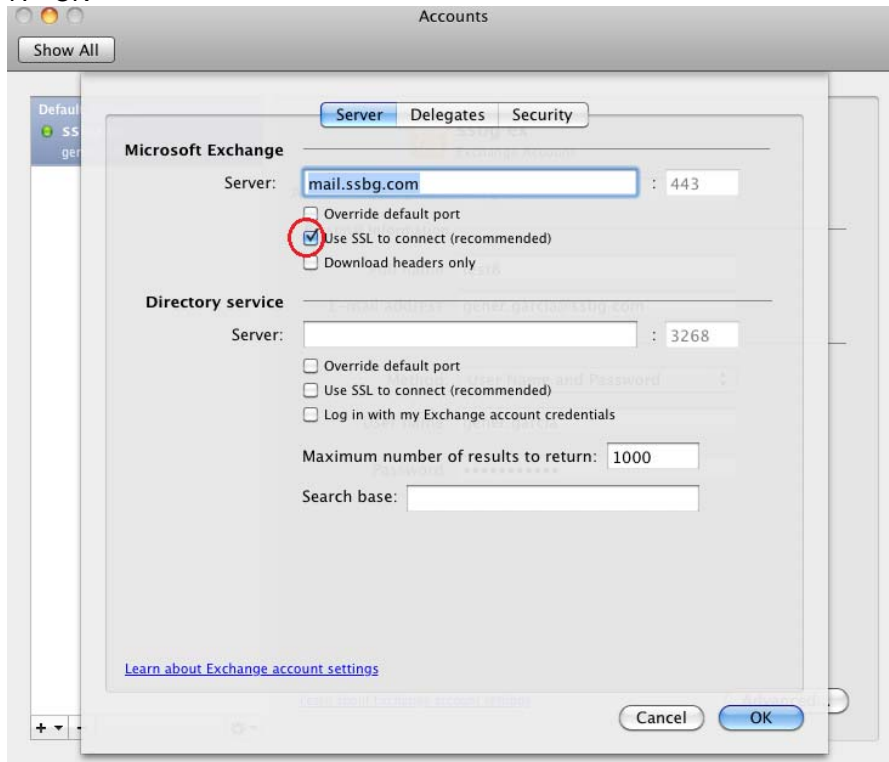 Accounts
Show All
Server Delegates Security
Defaul
ss
ger
Microsoft Exchange
Server: mail.ssbg.com : 443
Override default port
Use SSL to connect (recommended)
Download headers only
Directory service
Server: : 3268
Override default port
Use SSL to connect (recommended)
Log in with my Exchange account credentials
Maximum number of results to return: 1000
Search base:
Learn about Exchange account settings
Cancel OK